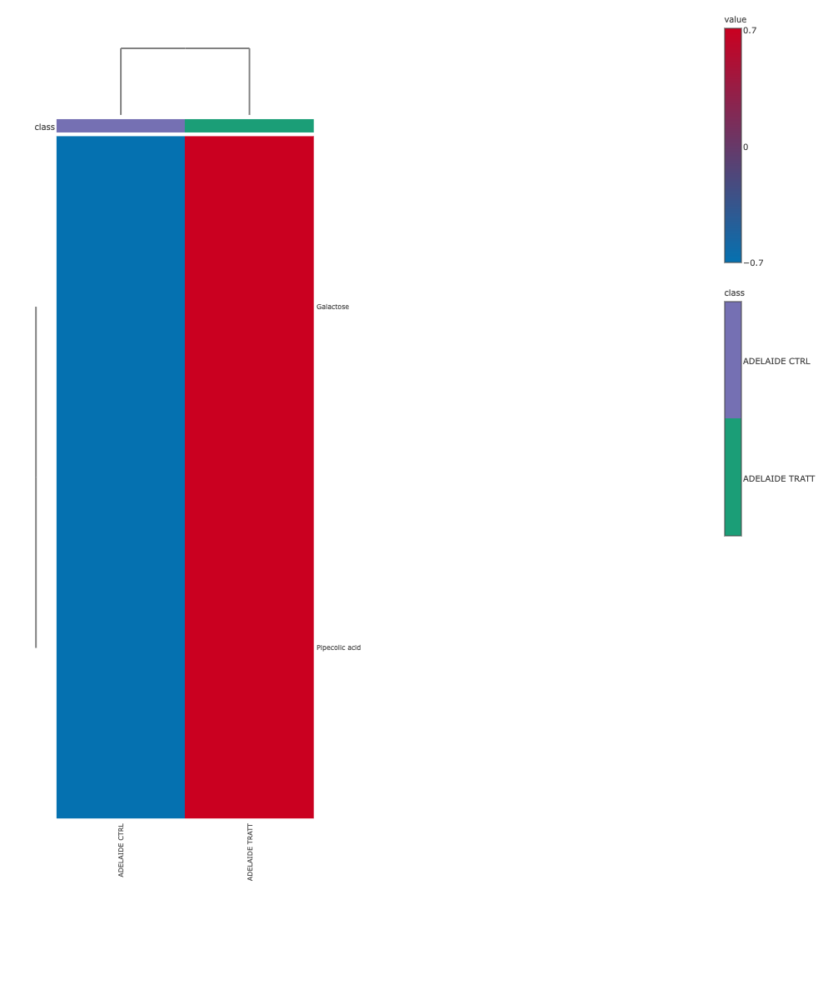 value
0.7
0
−0.7
class
class
ADELAIDE CTRL
ADELAIDE TRATT
Galactose
Pipecolic acid
ADELAIDE CTRL
ADELAIDE TRATT